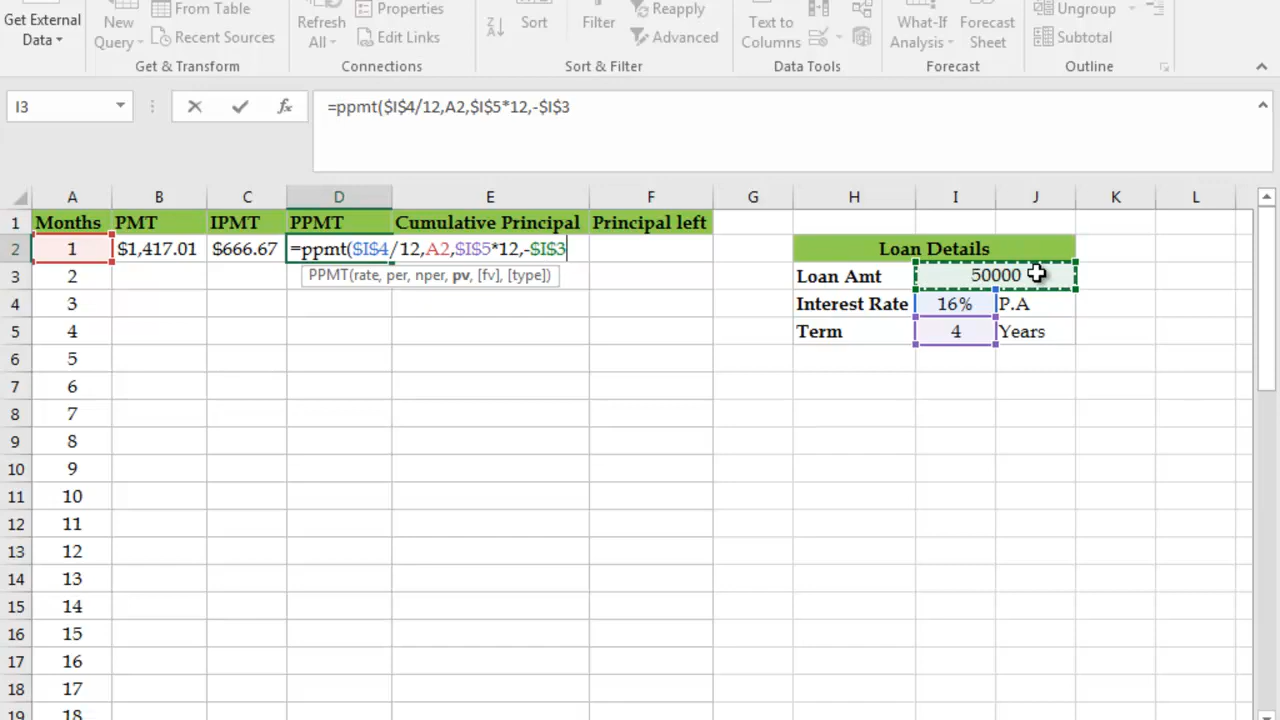 Get External Data
New Query
From Table
Recent Sources
Get & Transform
Refresh All
Properties
Edit Links
Connections
Sort
Filter
Reapply
Advanced
Sort & Filter
Text to Columns
Data Tools
What-If Analysis
Forecast Sheet
Forecast
Ungroup
Subtotal
Outline
I3
fx
=ppmt($I$4/12,A2,$I$5*12,-$I$3
A B C D E F G H I J K L
1 Months PMT IPMT PPMT Cumulative Principal Principal left
2 1 $1,417.01 $666.67 =ppmt($I$4/12,A2,$I$5*12,-$I$3 Loan Details
PPMT(rate, per, nper, pv, [fv], [type])
3 2 Loan Amt 50000
4 3 Interest Rate 16% P.A
5 4 Term 4 Years
6 5
7 6
8 7
9 8
10 9
11 10
12 11
13 12
14 13
15 14
16 15
17 16
18 17
19 18